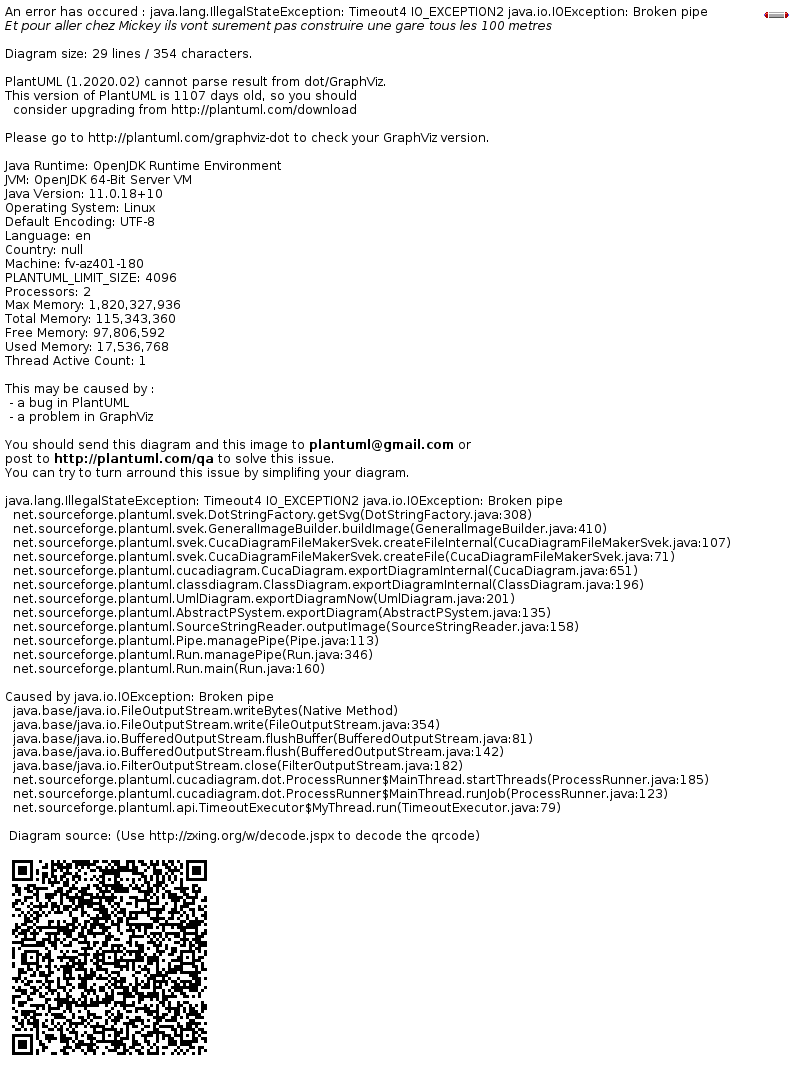 An error has occured : java.lang.IllegalStateException: Timeout4 IO_EXCEPTION2 java.io.IOException: Broken pipe
Et pour aller chez Mickey ils vont surement pas construire une gare tous les 100 metres
Diagram size: 29 lines / 354 characters.
PlantUML (1.2020.02) cannot parse result from dot/GraphViz.
This version of PlantUML is 1107 days old, so you should
consider upgrading from http://plantuml.com/download
Please go to http://plantuml.com/graphviz-dot to check your GraphViz version.
Java Runtime: OpenJDK Runtime Environment
JVM: OpenJDK 64-Bit Server VM
Java Version: 11.0.18+10
Operating System: Linux
Default Encoding: UTF-8
Language: en
Country: null
Machine: fv-az401-180
PLANTUML_LIMIT_SIZE: 4096
Processors: 2
Max Memory: 1,820,327,936
Total Memory: 115,343,360
Free Memory: 97,806,592
Used Memory: 17,536,768
Thread Active Count: 1
This may be caused by :
- a bug in PlantUML
- a problem in GraphViz
You should send this diagram and this image to plantuml@gmail.com or
post to http://plantuml.com/qa to solve this issue.
You can try to turn arround this issue by simplifing your diagram.
java.lang.IllegalStateException: Timeout4 IO_EXCEPTION2 java.io.IOException: Broken pipe
net.sourceforge.plantuml.svek.DotStringFactory.getSvg(DotStringFactory.java:308)
net.sourceforge.plantuml.svek.GeneralImageBuilder.buildImage(GeneralImageBuilder.java:410)
net.sourceforge.plantuml.svek.CucaDiagramFileMakerSvek.createFileInternal(CucaDiagramFileMakerSvek.java:107)
net.sourceforge.plantuml.svek.CucaDiagramFileMakerSvek.createFile(CucaDiagramFileMakerSvek.java:71)
net.sourceforge.plantuml.cucadiagram.CucaDiagram.exportDiagramInternal(CucaDiagram.java:651)
net.sourceforge.plantuml.classdiagram.ClassDiagram.exportDiagramInternal(ClassDiagram.java:196)
net.sourceforge.plantuml.UmlDiagram.exportDiagramNow(UmlDiagram.java:201)
net.sourceforge.plantuml.AbstractPSystem.exportDiagram(AbstractPSystem.java:135)
net.sourceforge.plantuml.SourceStringReader.outputImage(SourceStringReader.java:158)
net.sourceforge.plantuml.Pipe.managePipe(Pipe.java:113)
net.sourceforge.plantuml.Run.managePipe(Run.java:346)
net.sourceforge.plantuml.Run.main(Run.java:160)
Caused by java.io.IOException: Broken pipe
java.base/java.io.FileOutputStream.writeBytes(Native Method)
java.base/java.io.FileOutputStream.write(FileOutputStream.java:354)
java.base/java.io.BufferedOutputStream.flushBuffer(BufferedOutputStream.java:81)
java.base/java.io.BufferedOutputStream.flush(BufferedOutputStream.java:142)
java.base/java.io.FilterOutputStream.close(FilterOutputStream.java:182)
net.sourceforge.plantuml.cucadiagram.dot.ProcessRunner$MainThread.startThreads(ProcessRunner.java:185)
net.sourceforge.plantuml.cucadiagram.dot.ProcessRunner$MainThread.runJob(ProcessRunner.java:123)
net.sourceforge.plantuml.api.TimeoutExecutor$MyThread.run(TimeoutExecutor.java:79)
Diagram source: (Use http://zxing.org/w/decode.jspx to decode the qrcode)